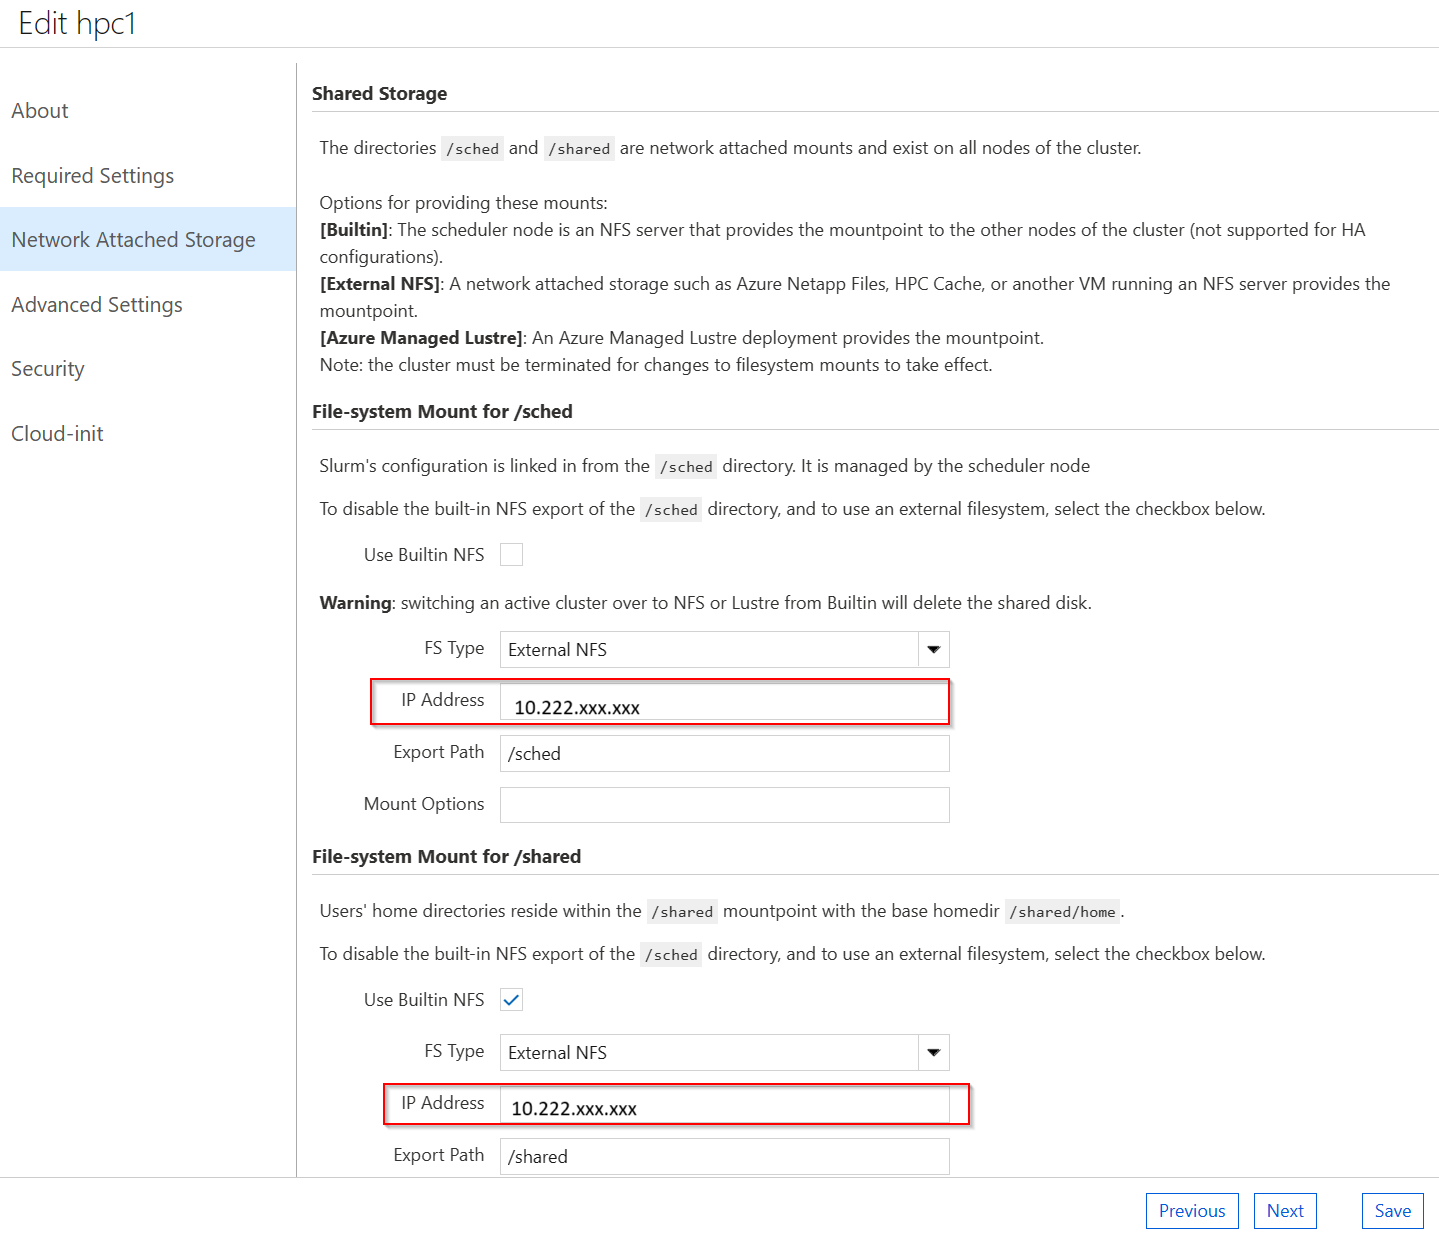 Edit hpc1
About
Required Settings
Network Attached Storage
Advanced Settings
Security
Cloud-init
Shared Storage
The directories /sched and /shared are network attached mounts and exist on all nodes of the cluster.
Options for providing these mounts:
[Builtin]: The scheduler node is an NFS server that provides the mountpoint to the other nodes of the cluster (not supported for HA
configurations).
[External NFS]: A network attached storage such as Azure Netapp Files, HPC Cache, or another VM running an NFS server provides the
mountpoint.
[Azure Managed Lustre]: An Azure Managed Lustre deployment provides the mountpoint.
Note: the cluster must be terminated for changes to filesystem mounts to take effect.
File-system Mount for /sched
Slurm's configuration is linked in from the /sched directory. It is managed by the scheduler node
To disable the built-in NFS export of the /sched directory, and to use an external filesystem, select the checkbox below.
Use Builtin NFS
Warning: switching an active cluster over to NFS or Lustre from Builtin will delete the shared disk.
FS Type External NFS
IP Address 10.222.xxx.xxx
Export Path /sched
Mount Options
File-system Mount for /shared
Users' home directories reside within the /shared mountpoint with the base homedir /shared/home.
To disable the built-in NFS export of the /sched directory, and to use an external filesystem, select the checkbox below.
Use Builtin NFS
FS Type External NFS
IP Address 10.222.xxx.xxx
Export Path /shared
Previous Next Save